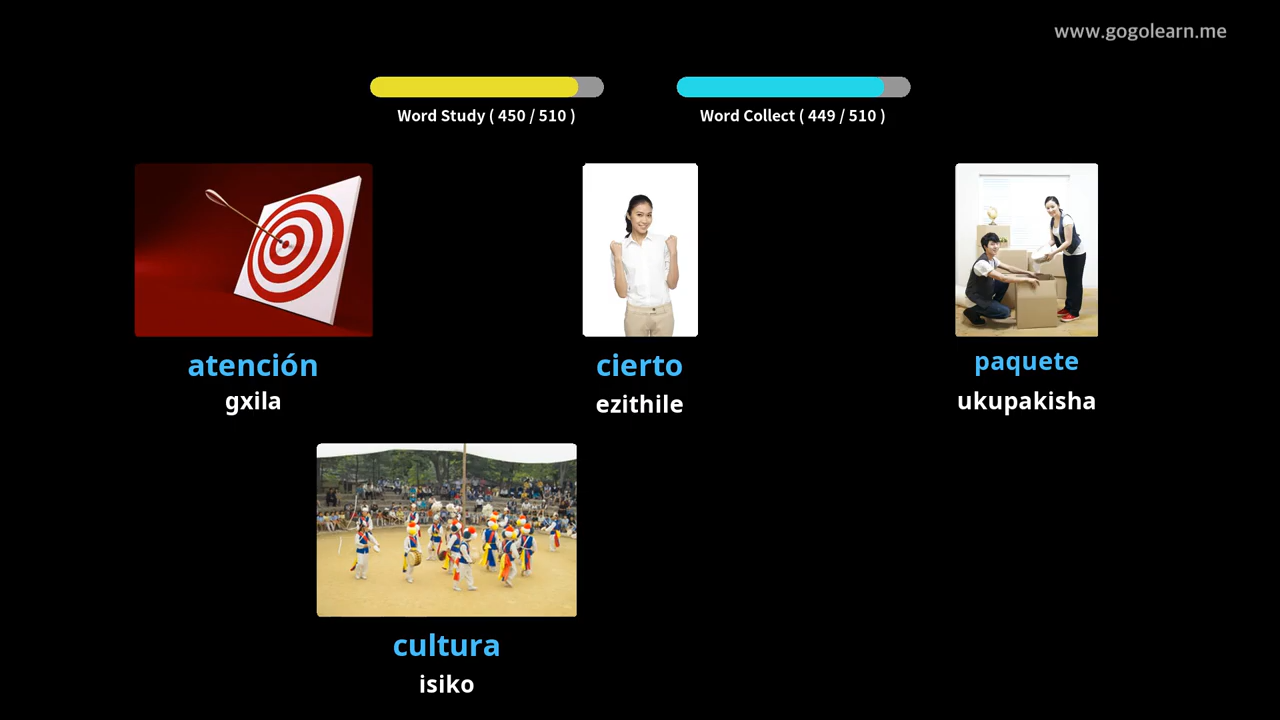 www.gogolearn.me
Word Study ( 450 / 510 )
Word Collect ( 449 / 510 )
atención
gxila
cierto
ezithile
paquete
ukupakisha
cultura
isiko